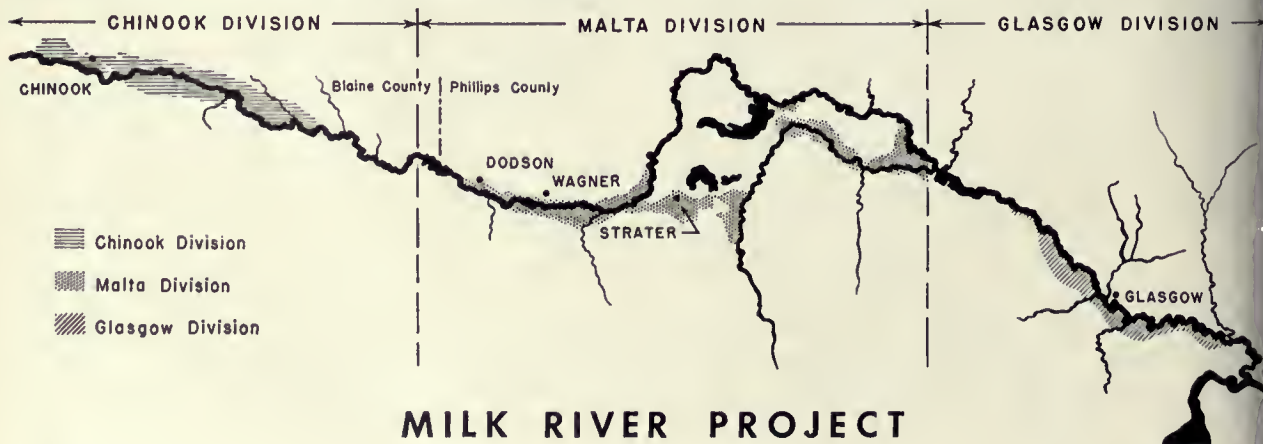 CHINOOK DIVISION
MALTA DIVISION
GLASGOW DIVISION
CHINOOK
Blaine County
Phillips County
DODSON
WAGNER
STRATER
GLASGOW
Chinook Division
Malta Division
Glasgow Division
MILK RIVER PROJECT